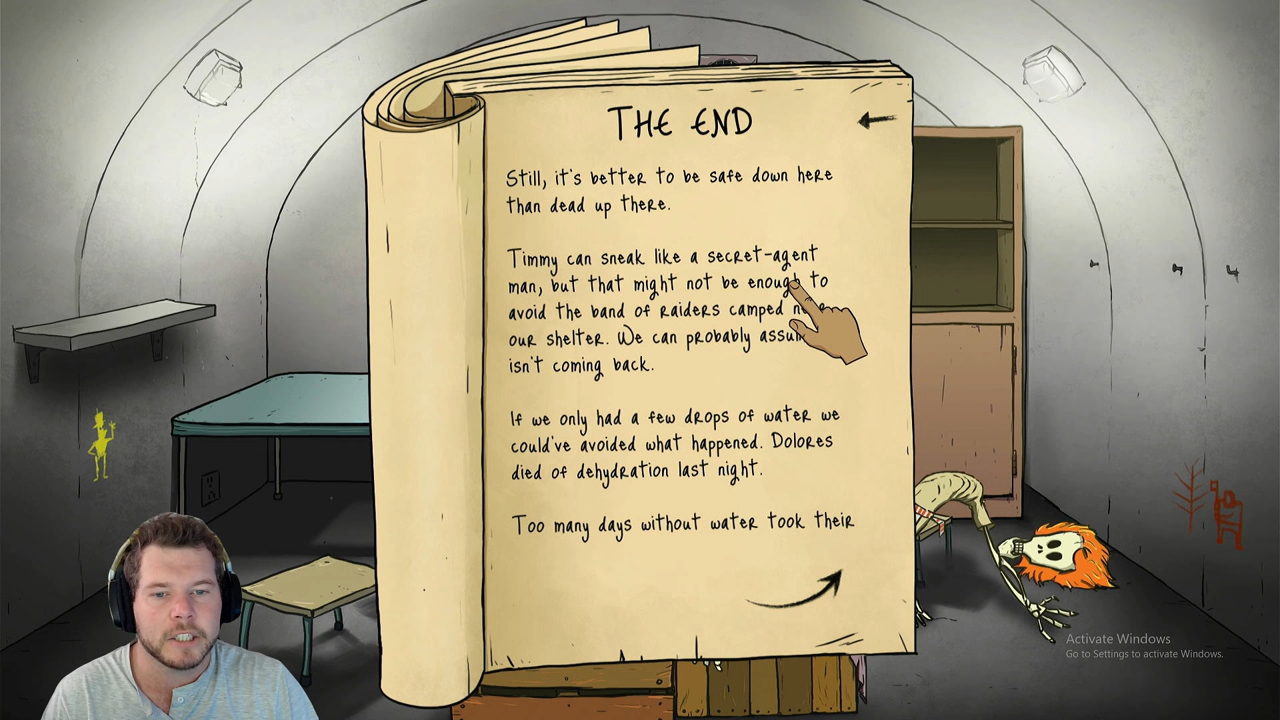 THE END
Still, it's better to be safe down here
than dead up there.
Timmy can sneak like a secret-agent
man, but that might not be enough to
avoid the band of raiders camped
our shelter. We can probably
isn't coming back.
If we only had a few drops of water we
could've avoided what happened. Dolores
died of dehydration last night.
Too many days without water took their
Activate Windows
Go to Settings to activate Windows.